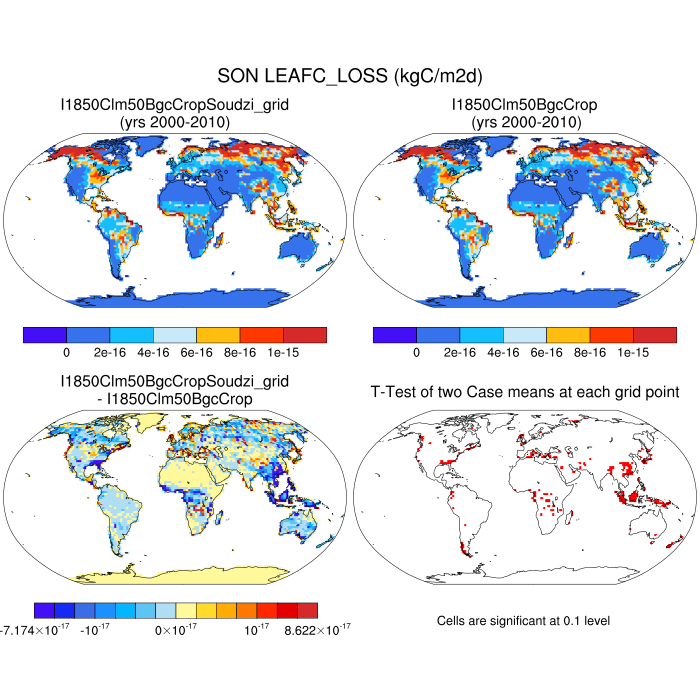 SON LEAFC_LOSS (kgC/m2d)
I1850Clm50BgcCropSoudzi_grid
(yrs 2000-2010)
I1850Clm50BgcCrop
(yrs 2000-2010)
0 2e-16 4e-16 6e-16 8e-16 1e-15
0 2e-16 4e-16 6e-16 8e-16 1e-15
I1850Clm50BgcCropSoudzi_grid
- I1850Clm50BgcCrop
T-Test of two Case means at each grid point
-7.174×10⁻¹⁷ -10⁻¹⁷ 0×10⁻¹⁷ 10⁻¹⁷ 8.622×10⁻¹⁷
Cells are significant at 0.1 level